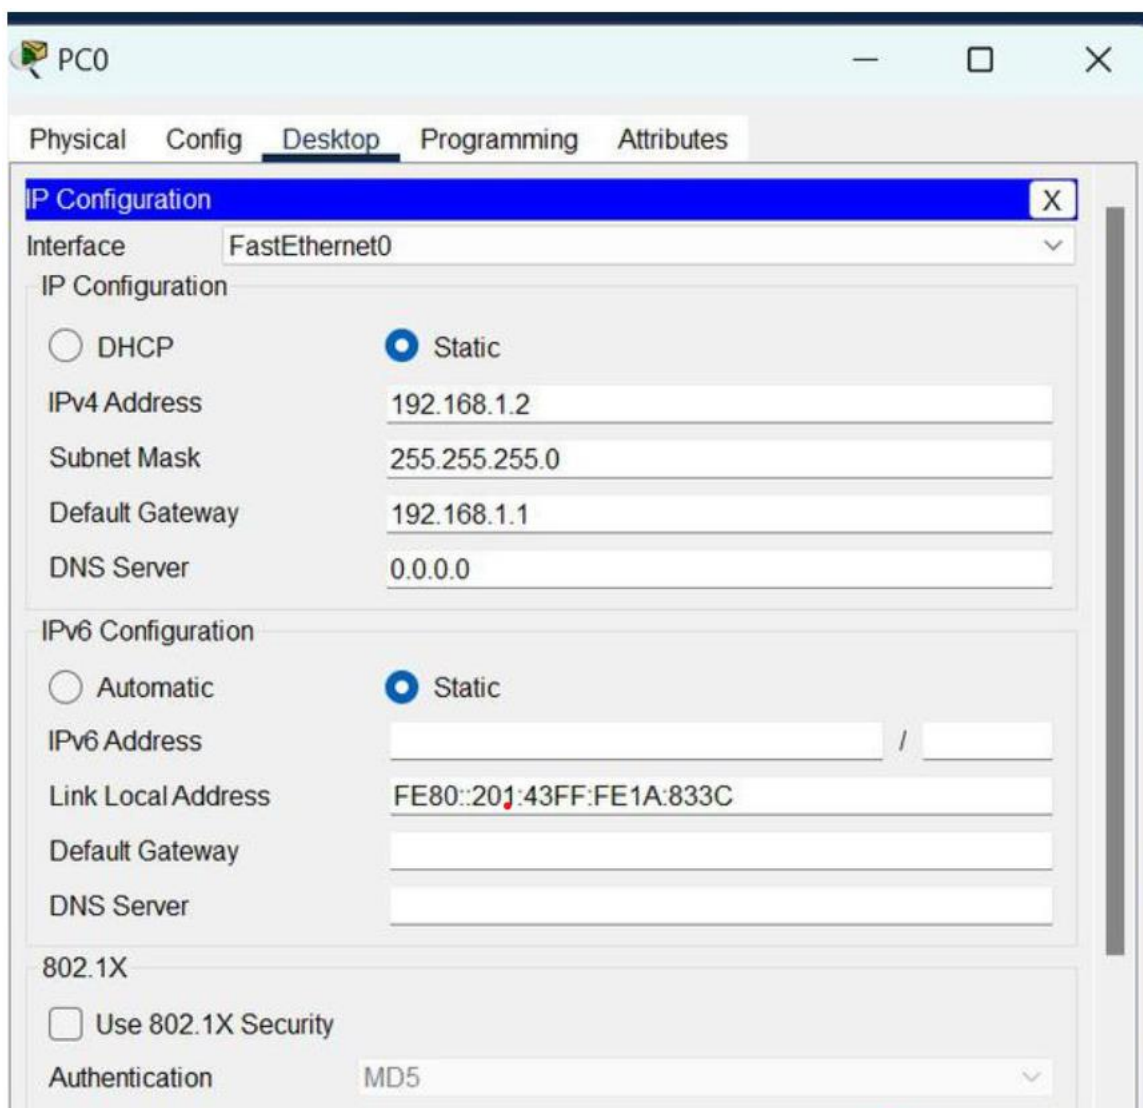 PC0
Physical Config Desktop Programming Attributes
IP Configuration X
Interface FastEthernet0
IP Configuration
DHCP Static
IPv4 Address 192.168.1.2
Subnet Mask 255.255.255.0
Default Gateway 192.168.1.1
DNS Server 0.0.0.0
IPv6 Configuration
Automatic Static
IPv6 Address /
Link Local Address FE80::201:43FF:FE1A:833C
Default Gateway
DNS Server
802.1X
Use 802.1X Security
Authentication MD5